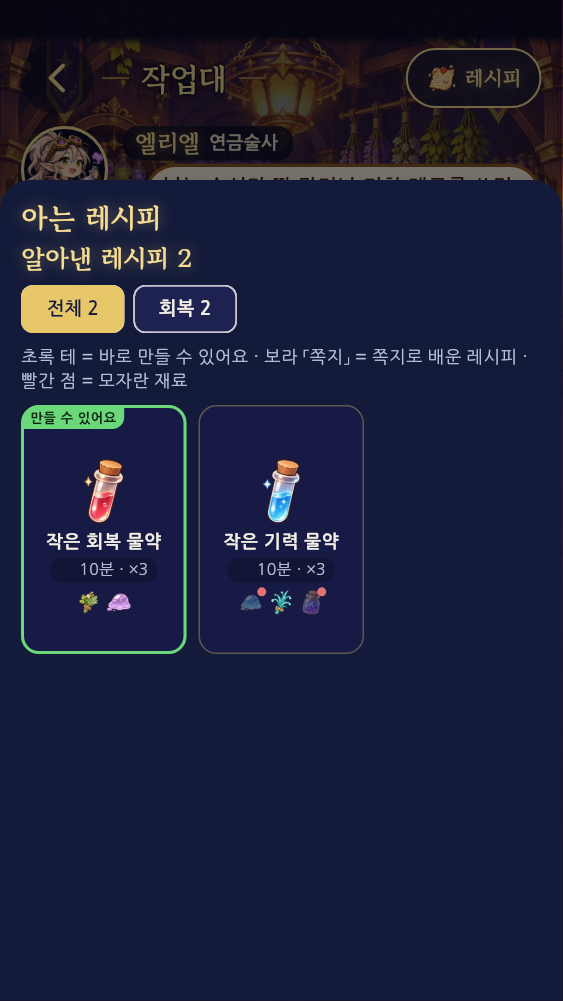 작업대
레시피
엘리엘 연금술사
아는 레시피
알아낸 레시피 2
전체 2
회복 2
초록 테 = 바로 만들 수 있어요 · 보라 「쪽지」 = 쪽지로 배운 레시피 ·
빨간 점 = 모자란 재료
만들 수 있어요
작은 회복 물약
10분 · ×3
작은 기력 물약
10분 · ×3